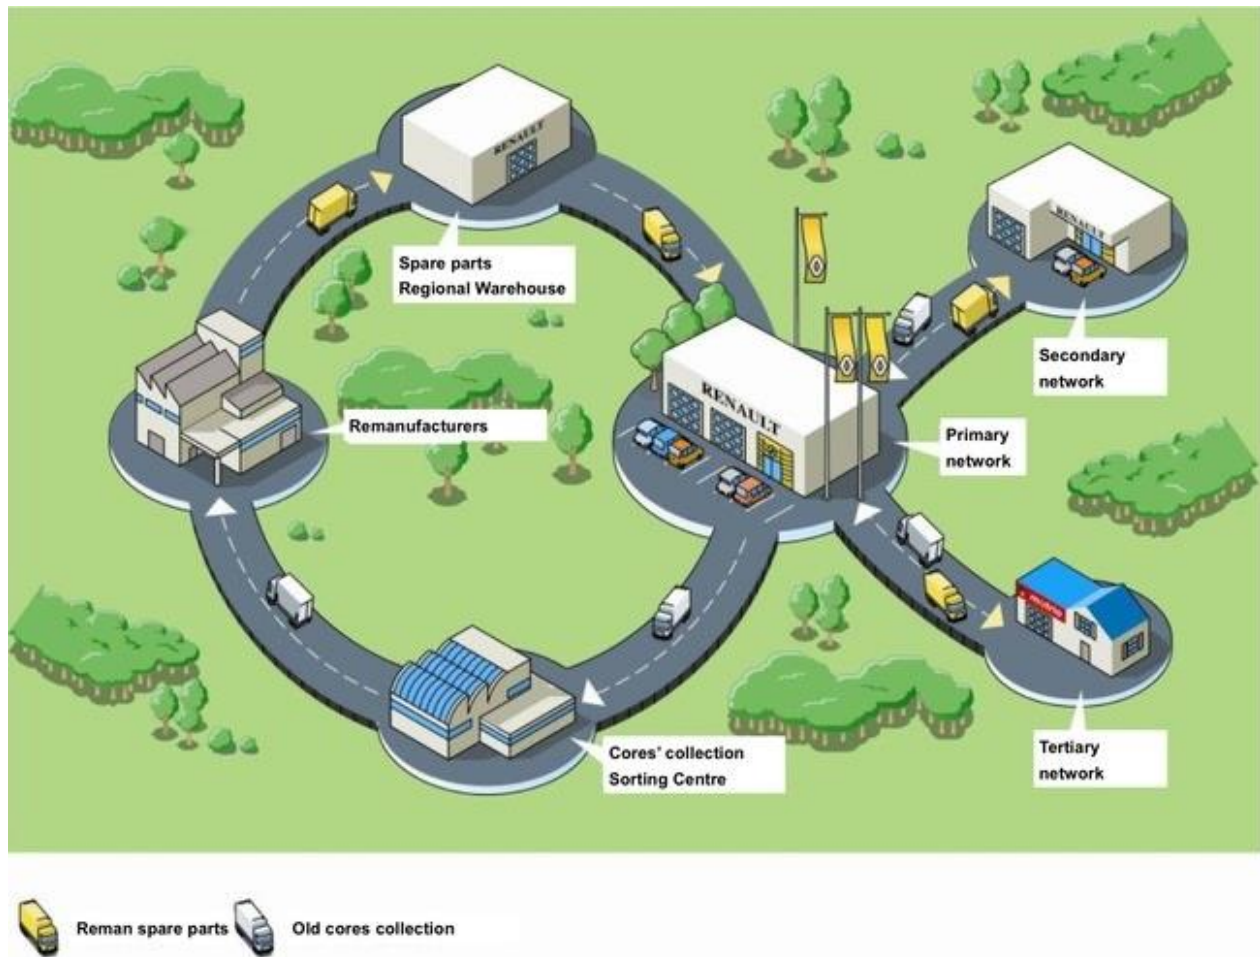 RENAULT
Spare parts
Regional Warehouse
RENAULT
Secondary
network
Remanufacturers
RENAULT
Primary
network
Cores' collection
Sorting Centre
Tertiary
network
Reman spare parts
Old cores collection